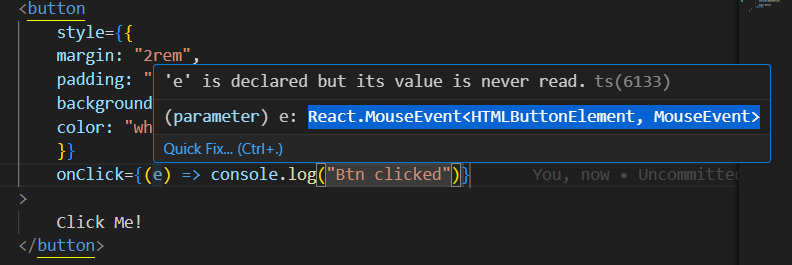 <button
style={{
margin: "2rem",
padding: "
background
color: "wh
}}
'e' is declared but its value is never read. ts(6133)
(parameter) e: React.MouseEvent<HTMLButtonElement, MouseEvent>
Quick Fix... (Ctrl+.)
onClick={(e) => console.log("Btn clicked")} You, now • Uncommitted
>
Click Me!
</button>